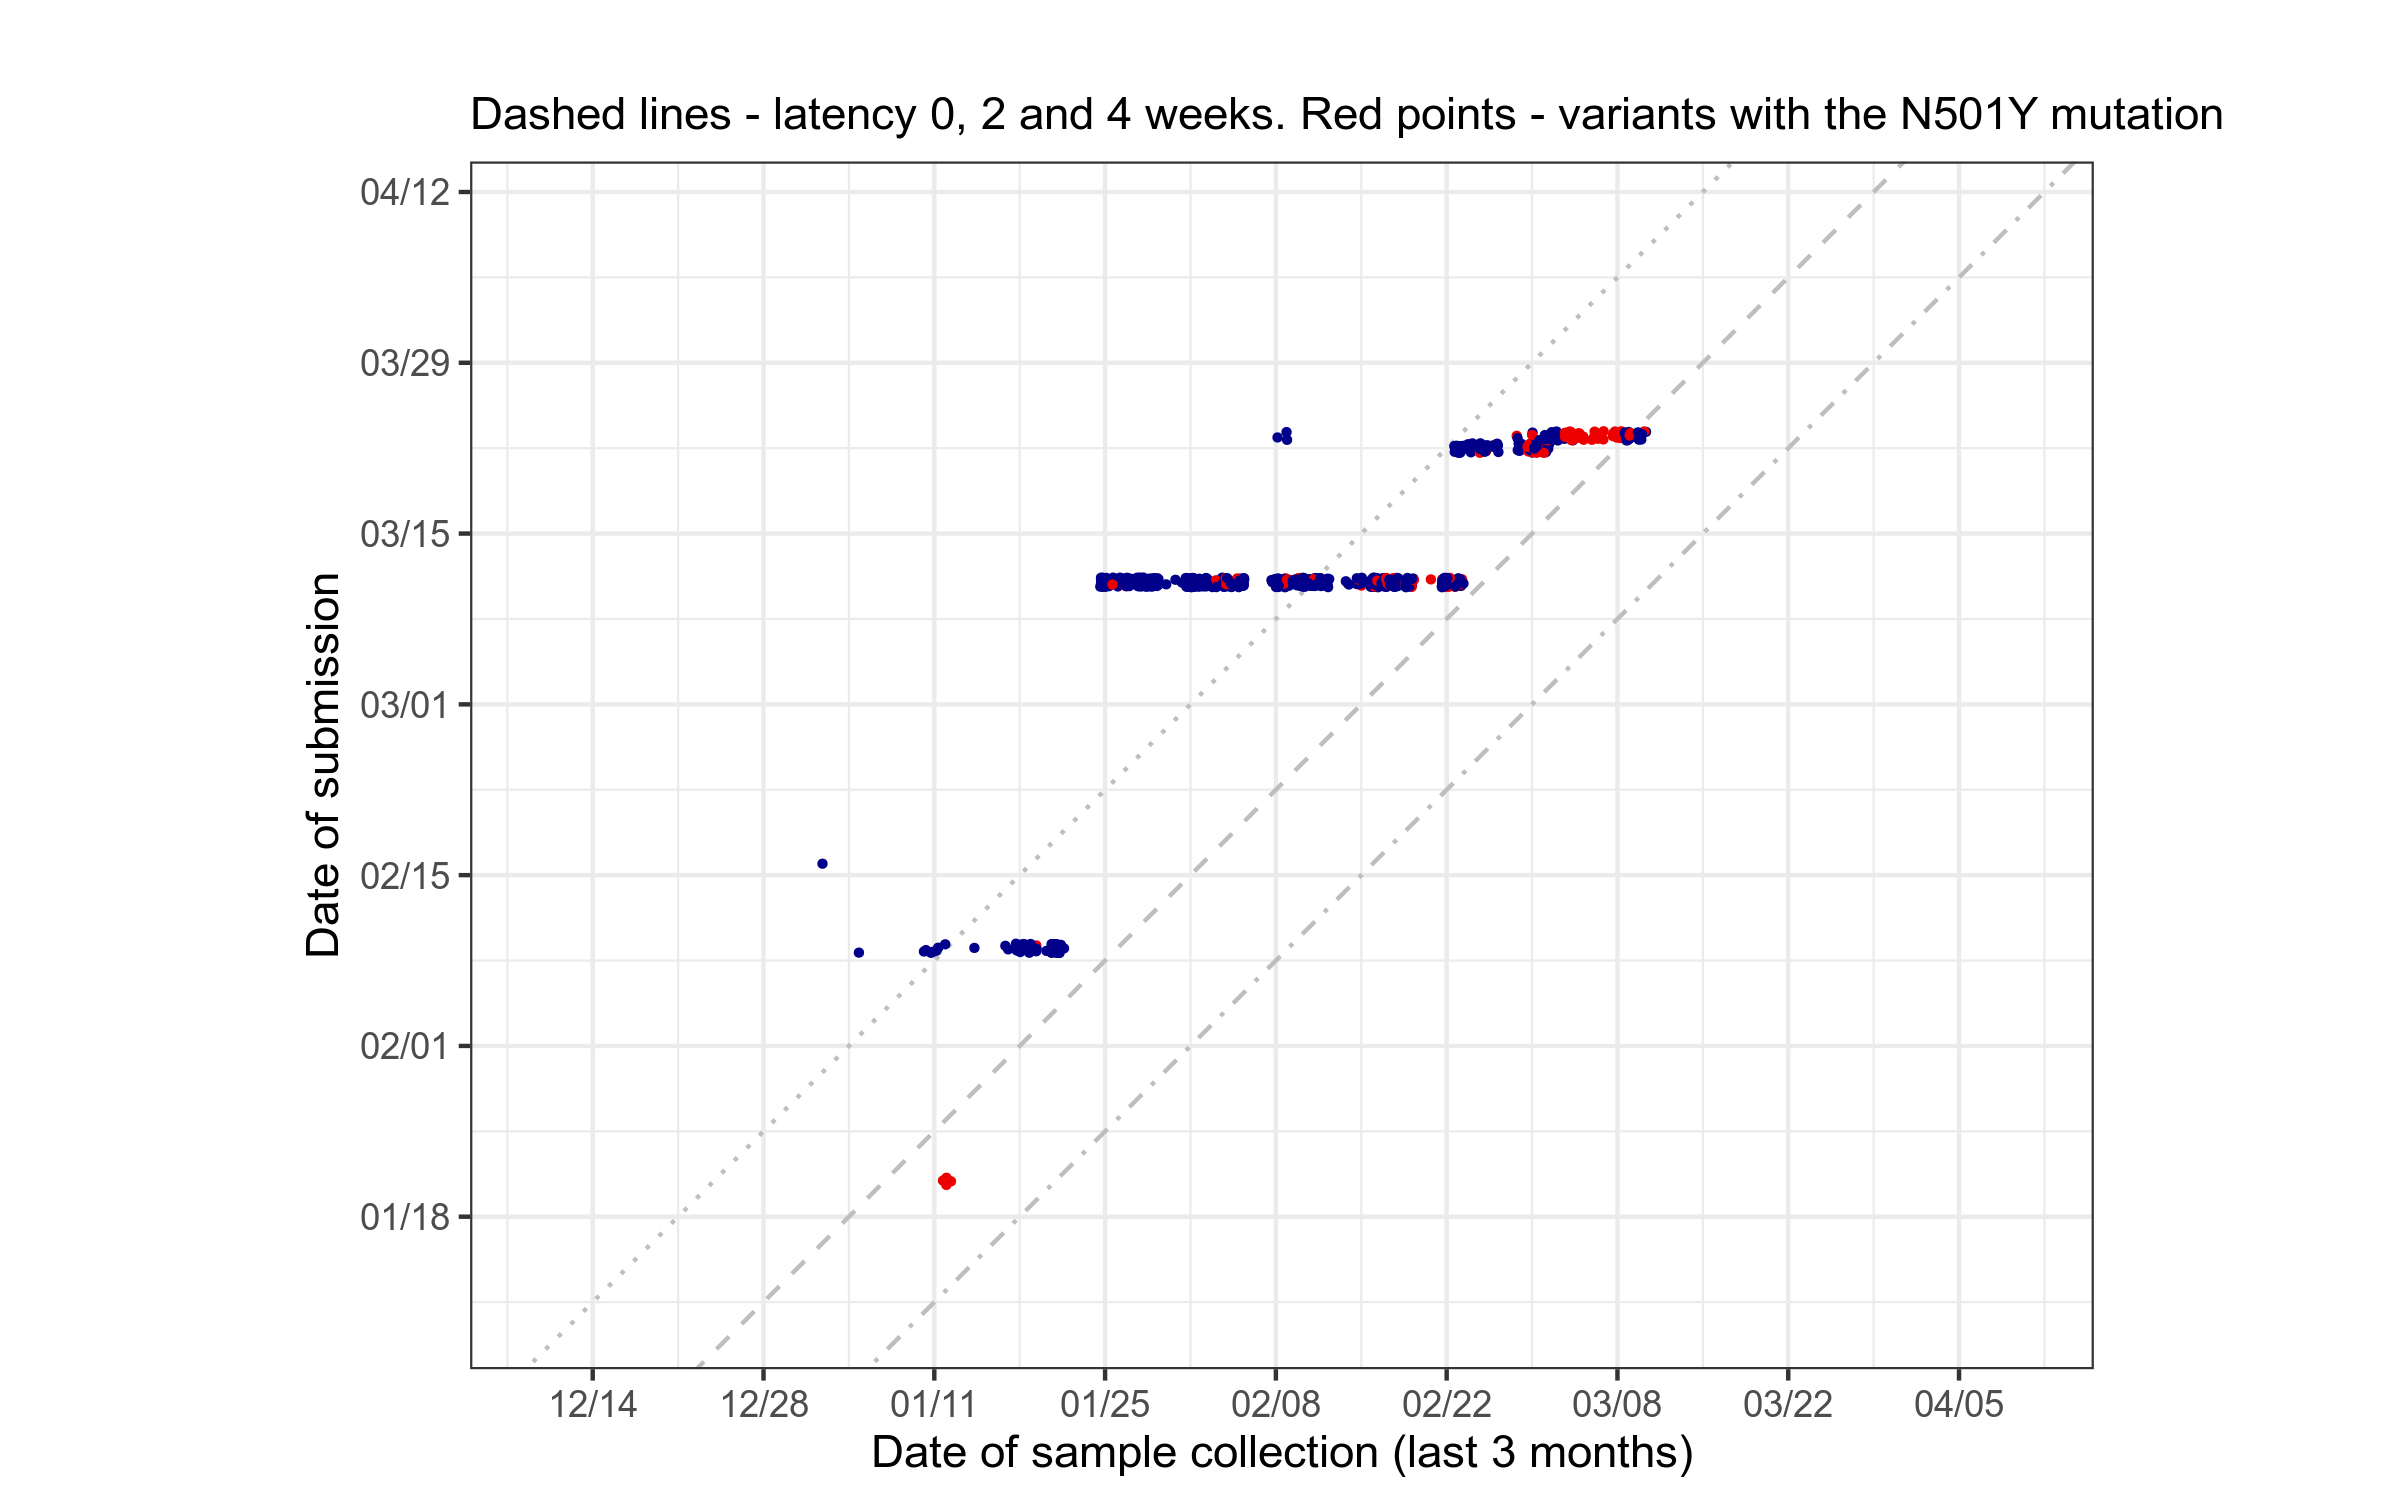 Dashed lines - latency 0, 2 and 4 weeks. Red points - variants with the N501Y mutation
04/12
03/29
03/15
03/01
02/15
02/01
01/18
Date of submission
12/14 12/28 01/11 01/25 02/08 02/22 03/08 03/22 04/05
Date of sample collection (last 3 months)